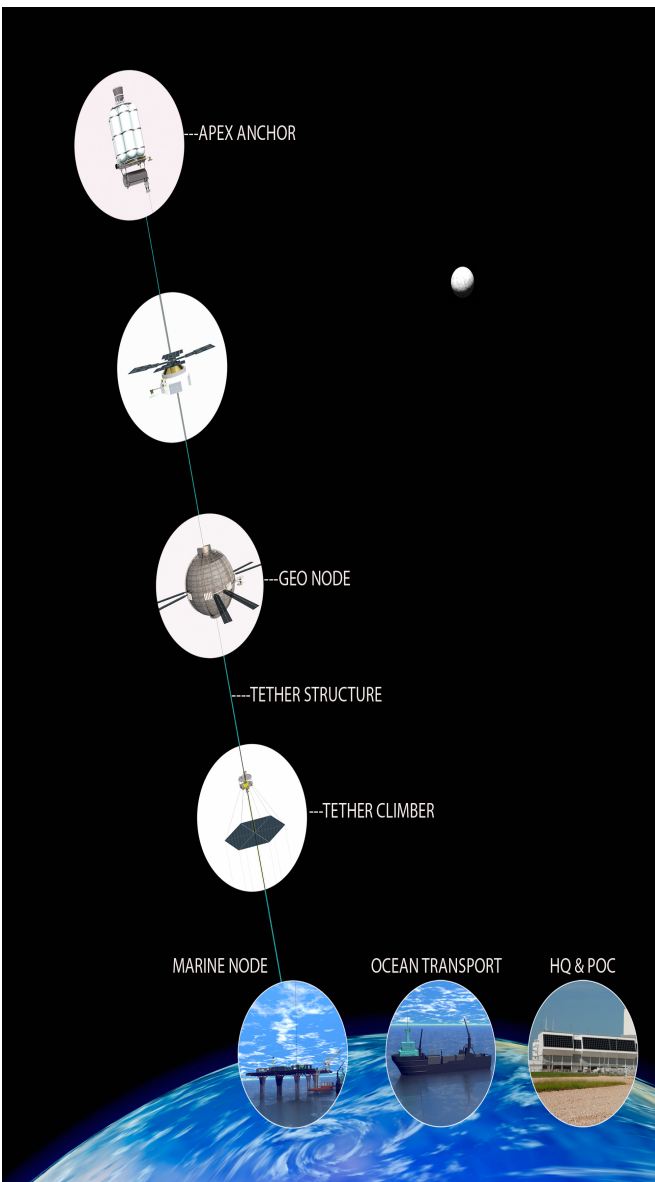 ---APEX ANCHOR
---GEO NODE
----TETHER STRUCTURE
---TETHER CLIMBER
MARINE NODE
OCEAN TRANSPORT
HQ & POC